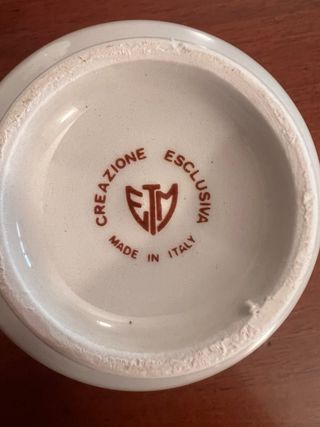 CREAZIONE ESCLUSIVA
ETM
MADE IN ITALY